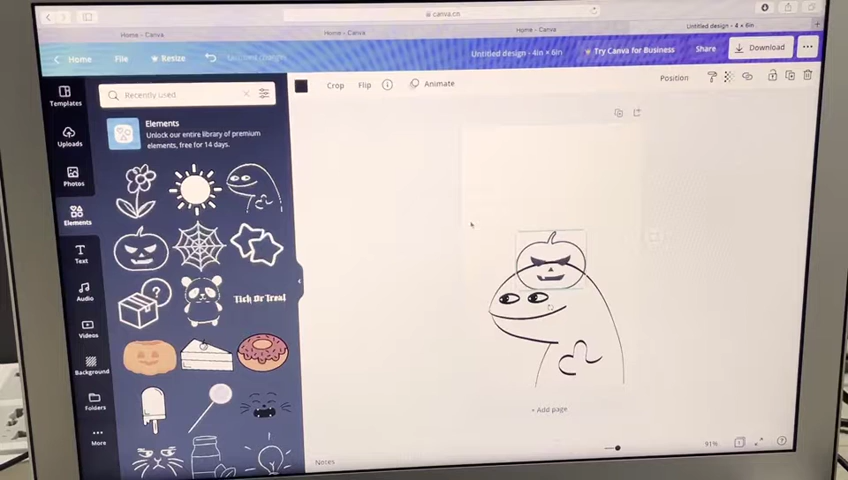 canva.cn
Home - Canva
Home - Canva
Home - Canva
Untitled design - 4 × 6in
Home
File
Resize
Untitled design - 4in × 6in
Try Canva for Business
Share
Download
Templates
Uploads
Photos
Elements
Text
Audio
Videos
Background
Folders
More
Recently used
Elements
Unlock our entire library of premium
elements, free for 14 days.
Tick Or Treat
Crop
Flip
Animate
Position
+ Add page
Notes
91%
1